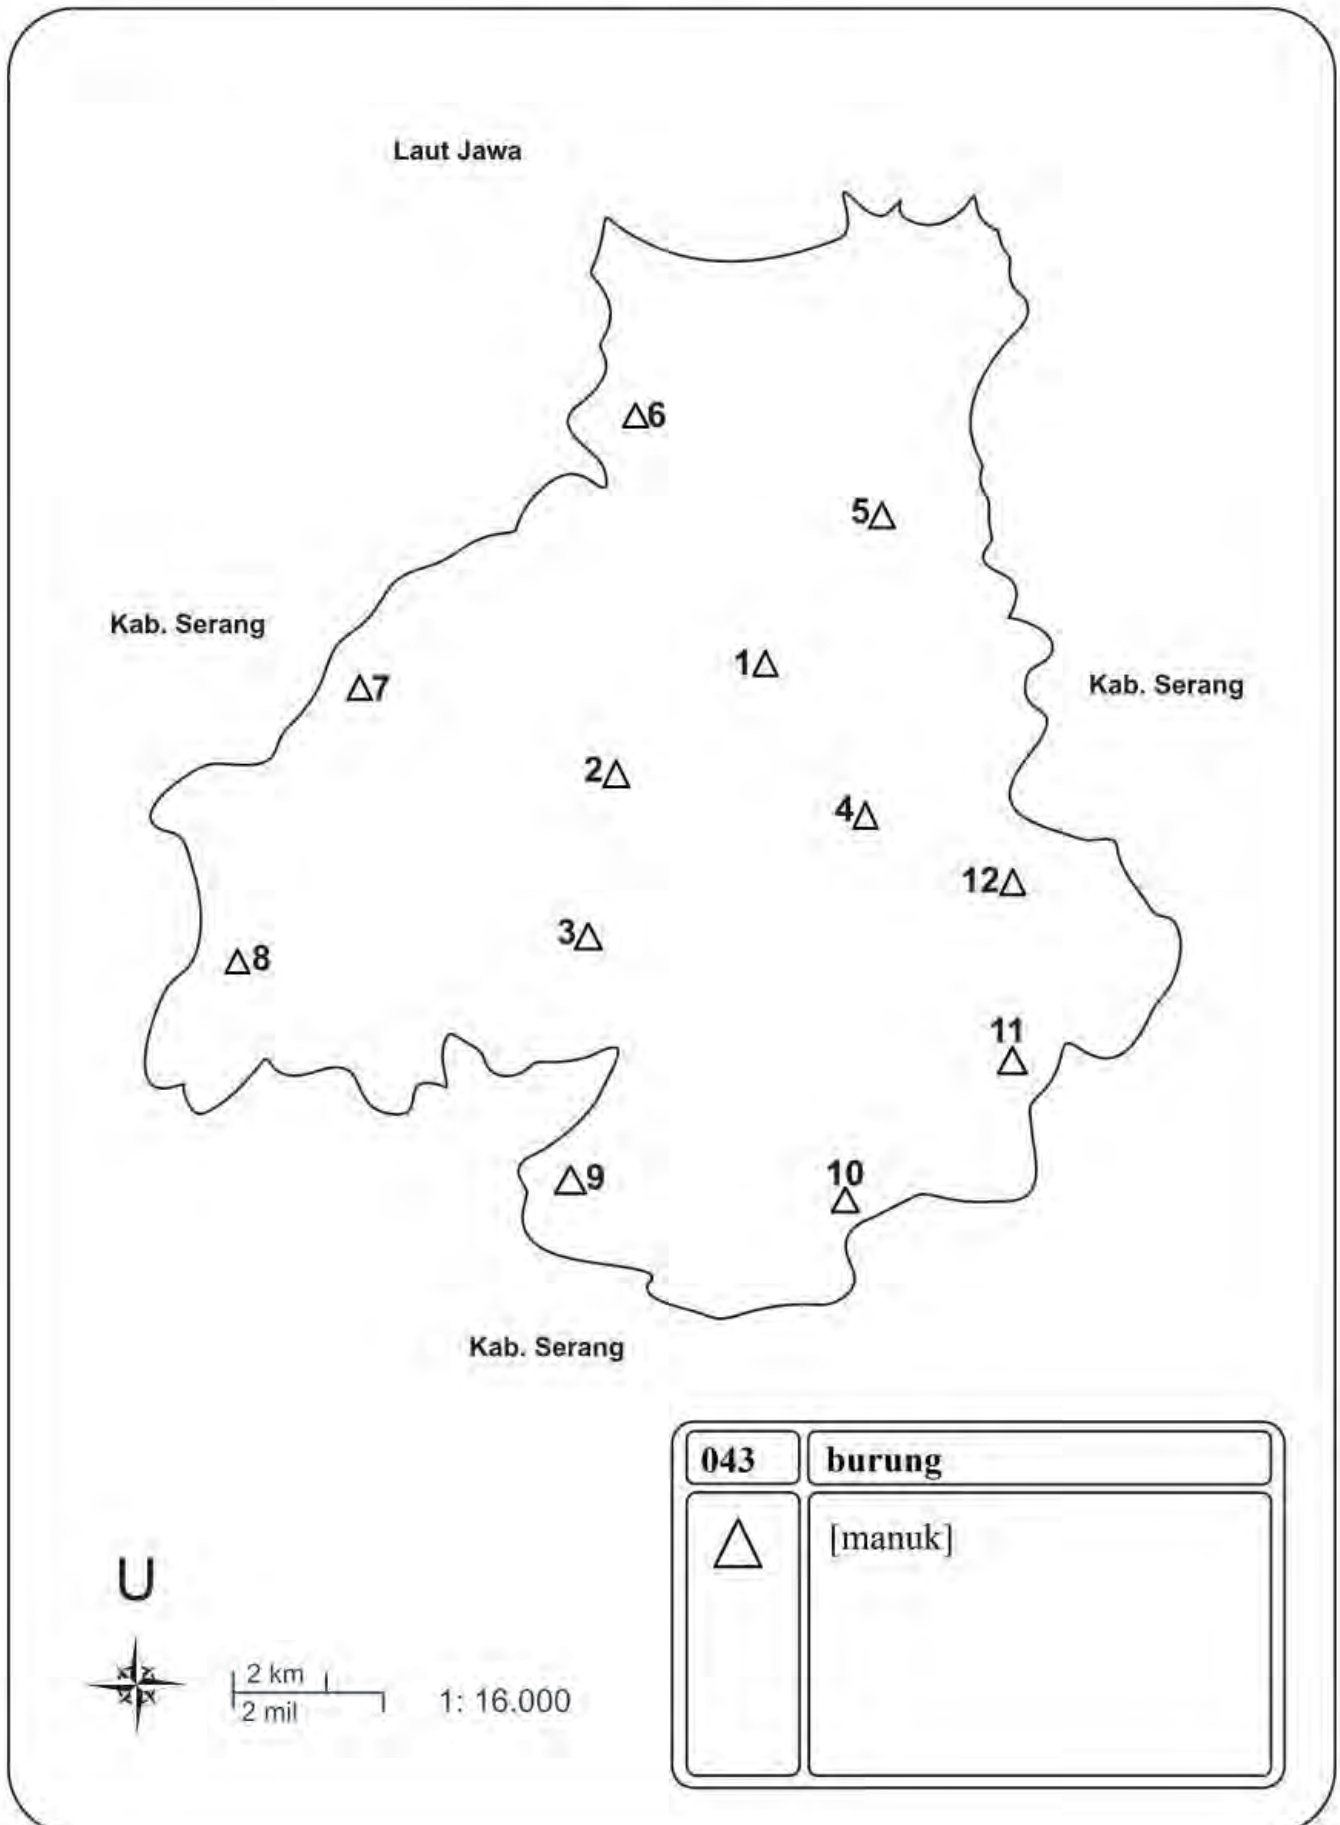 Laut Jawa
6
5
Kab. Serang
1
Kab. Serang
7
2
4
12
3
8
11
9
10
Kab. Serang
043 burung
[manuk]
U
2 km
2 mil
1: 16.000